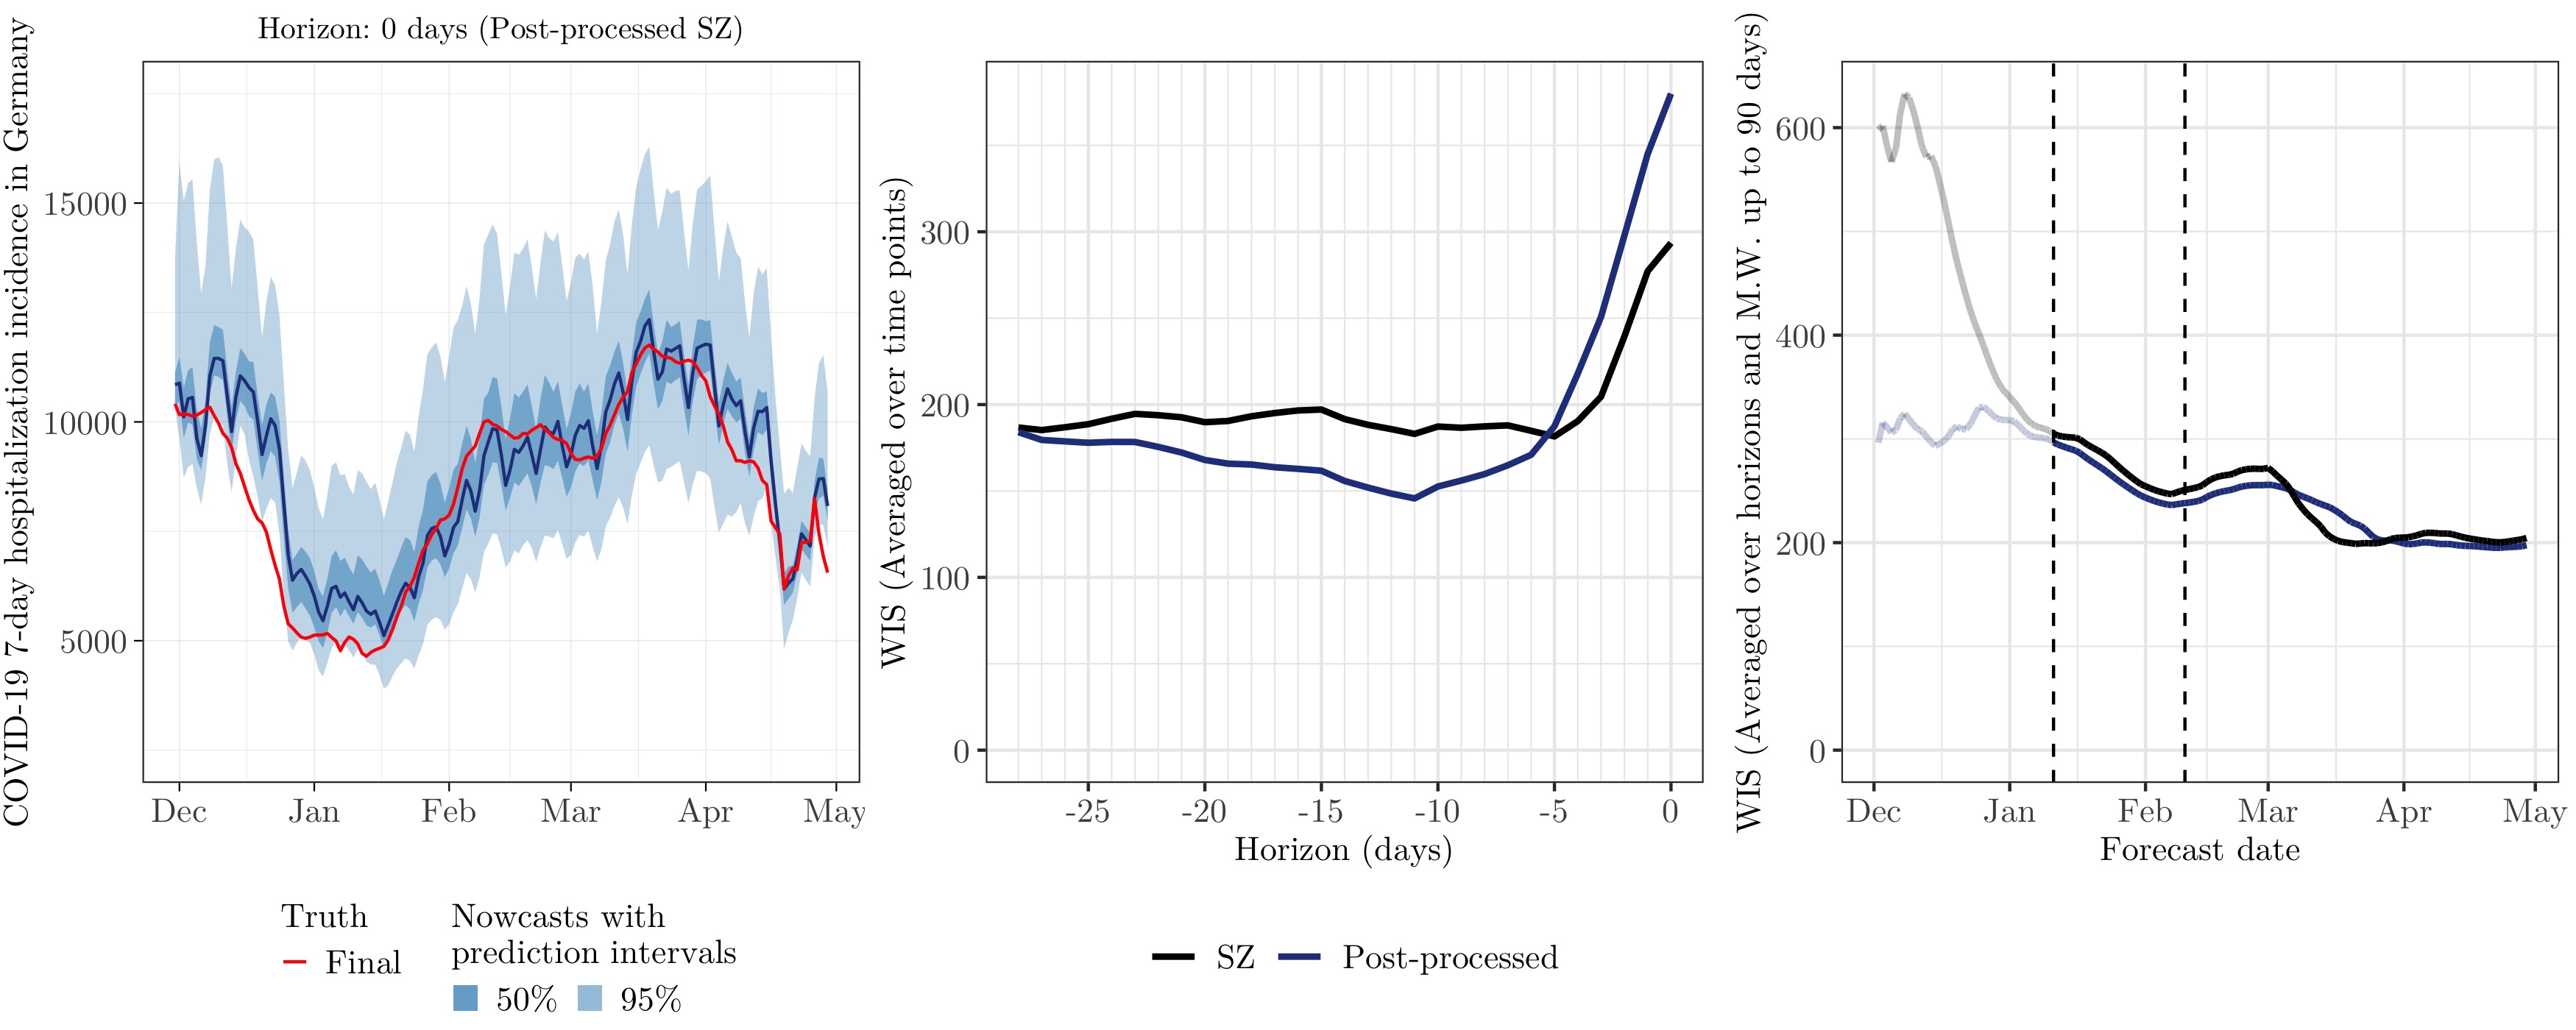 Horizon: 0 days (Post-processed SZ)
COVID-19 7-day hospitalization incidence in Germany
15000
10000
5000
Dec Jan Feb Mar Apr May
Truth
Final
Nowcasts with
prediction intervals
50% 95%
WIS (Averaged over time points)
300
200
100
0
-25 -20 -15 -10 -5 0
Horizon (days)
SZ Post-processed
WIS (Averaged over horizons and M.W. up to 90 days)
600
400
200
0
Dec Jan Feb Mar Apr May
Forecast date